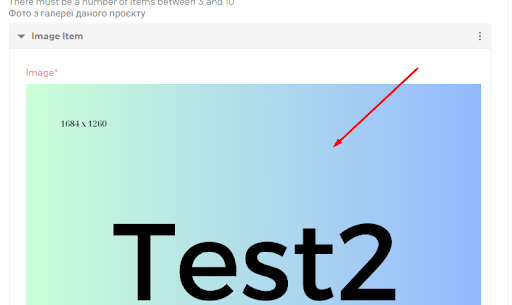 There must be a number of items between 3 and 10
Фото з галереї даного проєкту
Image Item
Image*
1684 x 1260
Test2